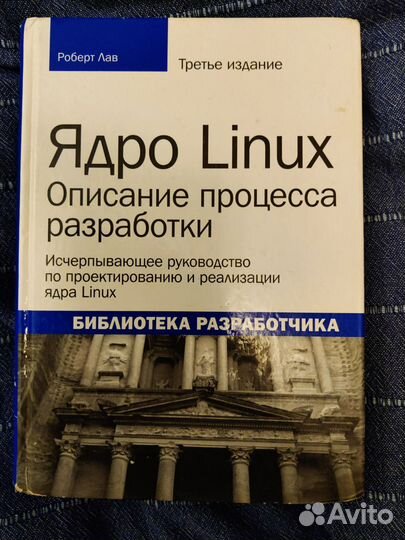 Роберт Лав
Третье издание
Ядро Linux
Описание процесса
разработки
Исчерпывающее руководство
по проектированию и реализации
ядра Linux
БИБЛИОТЕКА РАЗРАБОТЧИКА
Avito